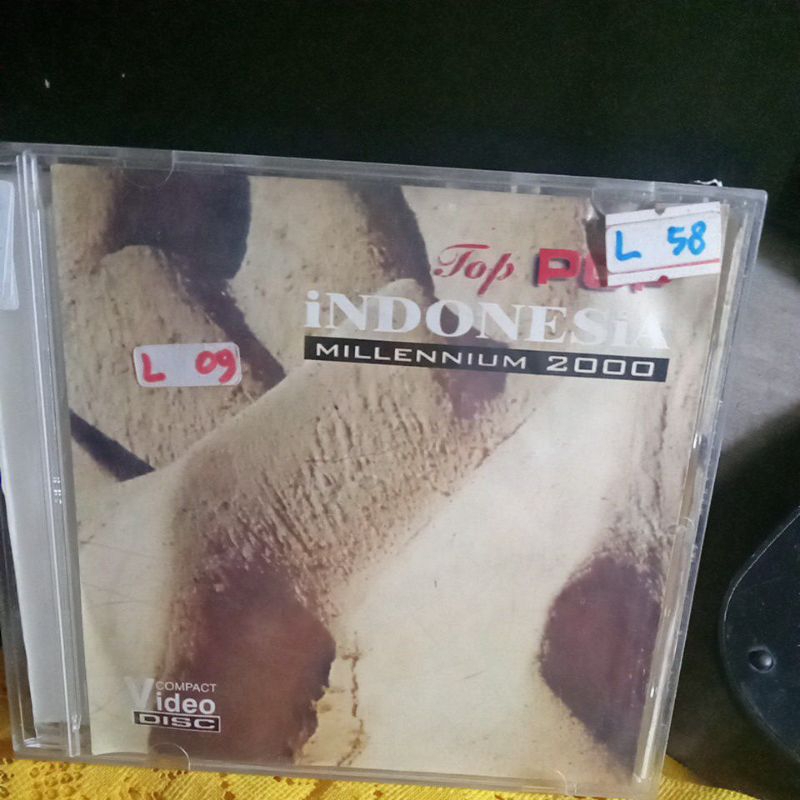 L 58
Top
iNDONESiA
MILLENNIUM 2000
L 09
COMPACT
Video
DISC